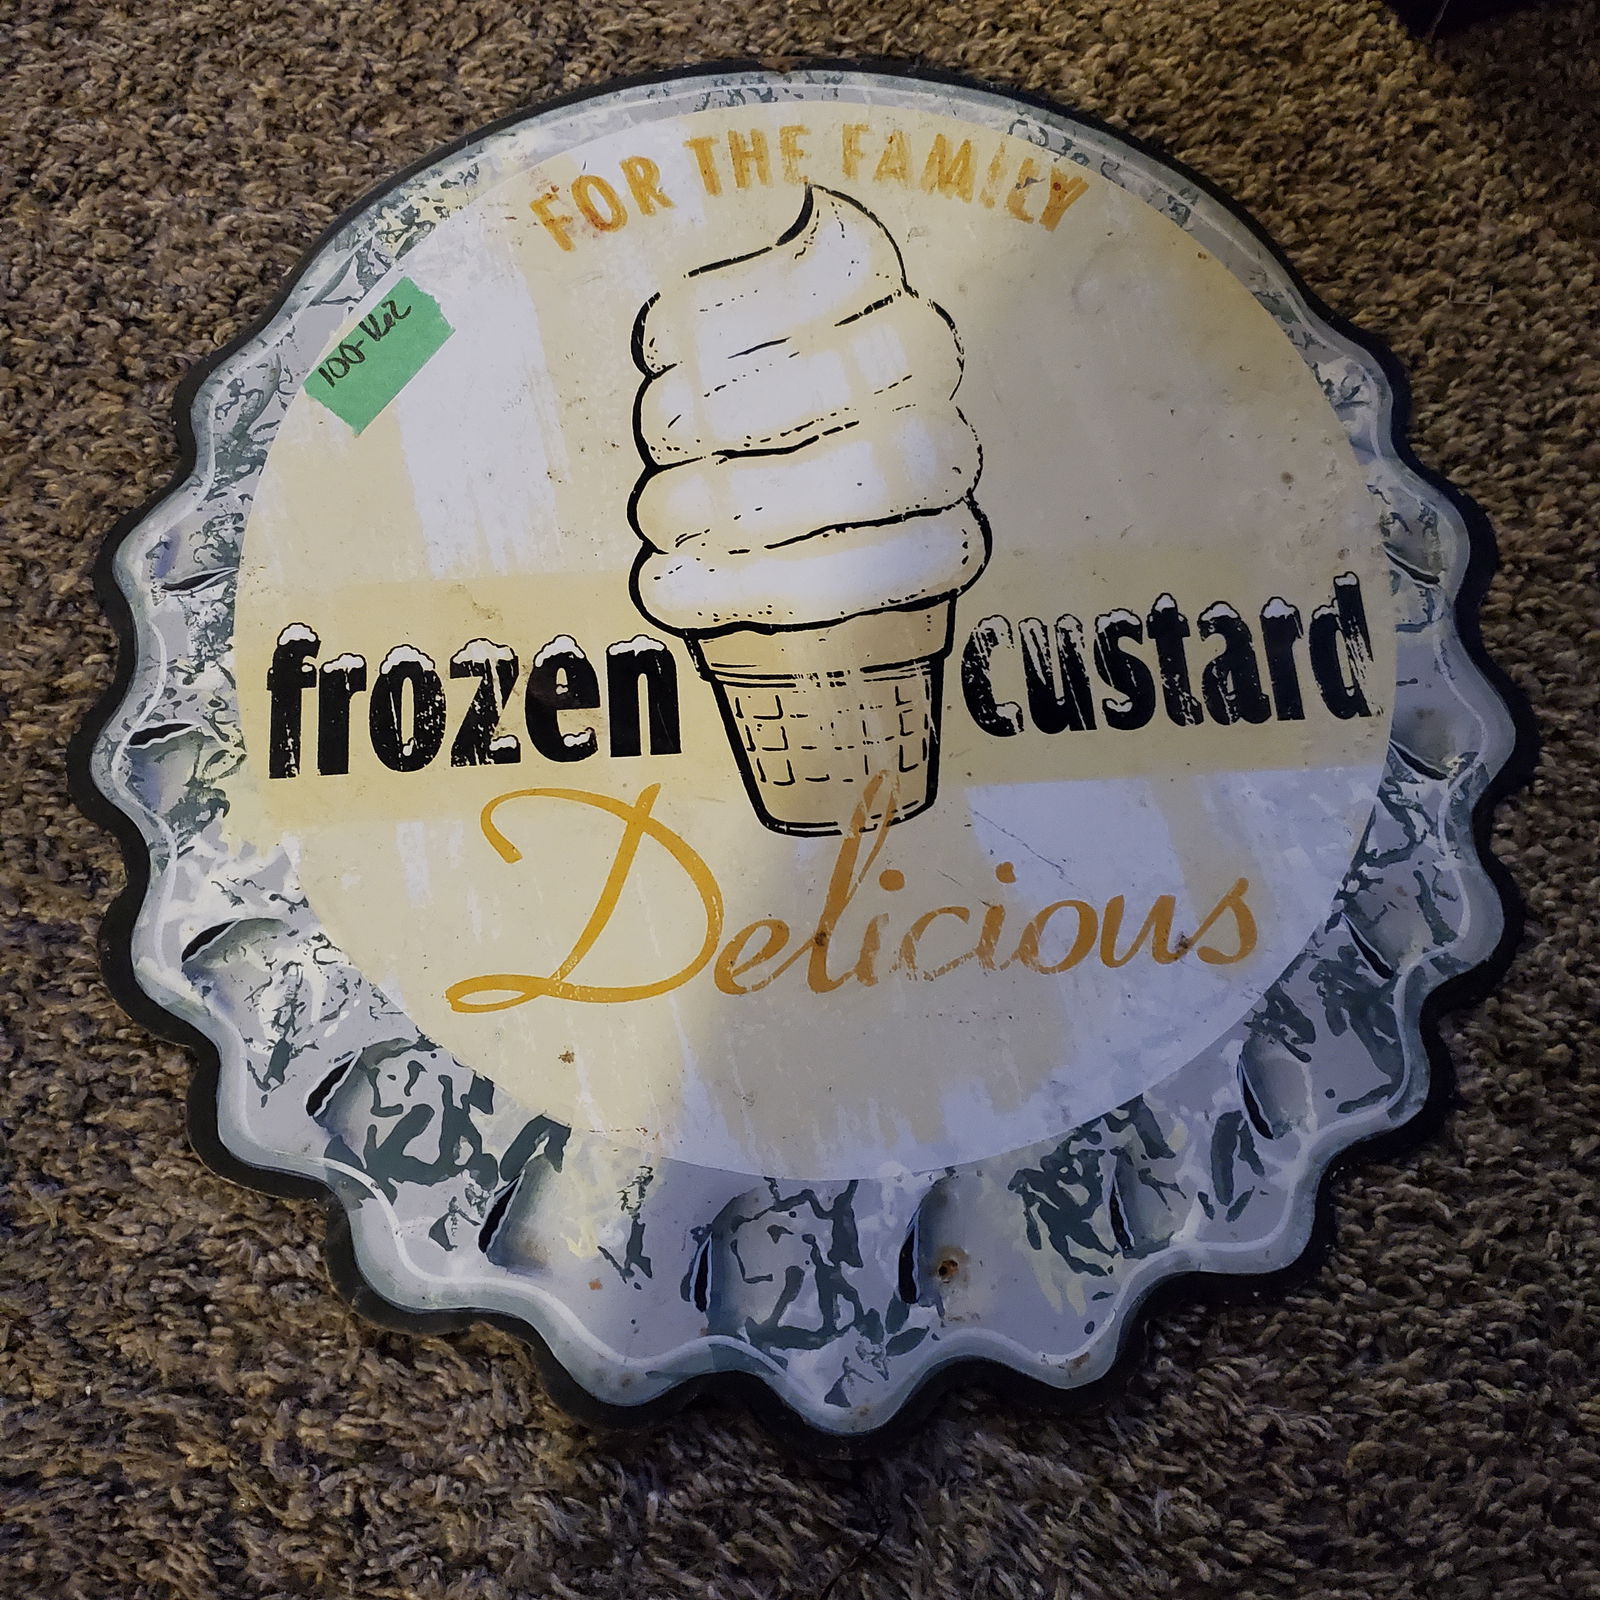 FOR THE FAMILY
frozen custard
Delicious